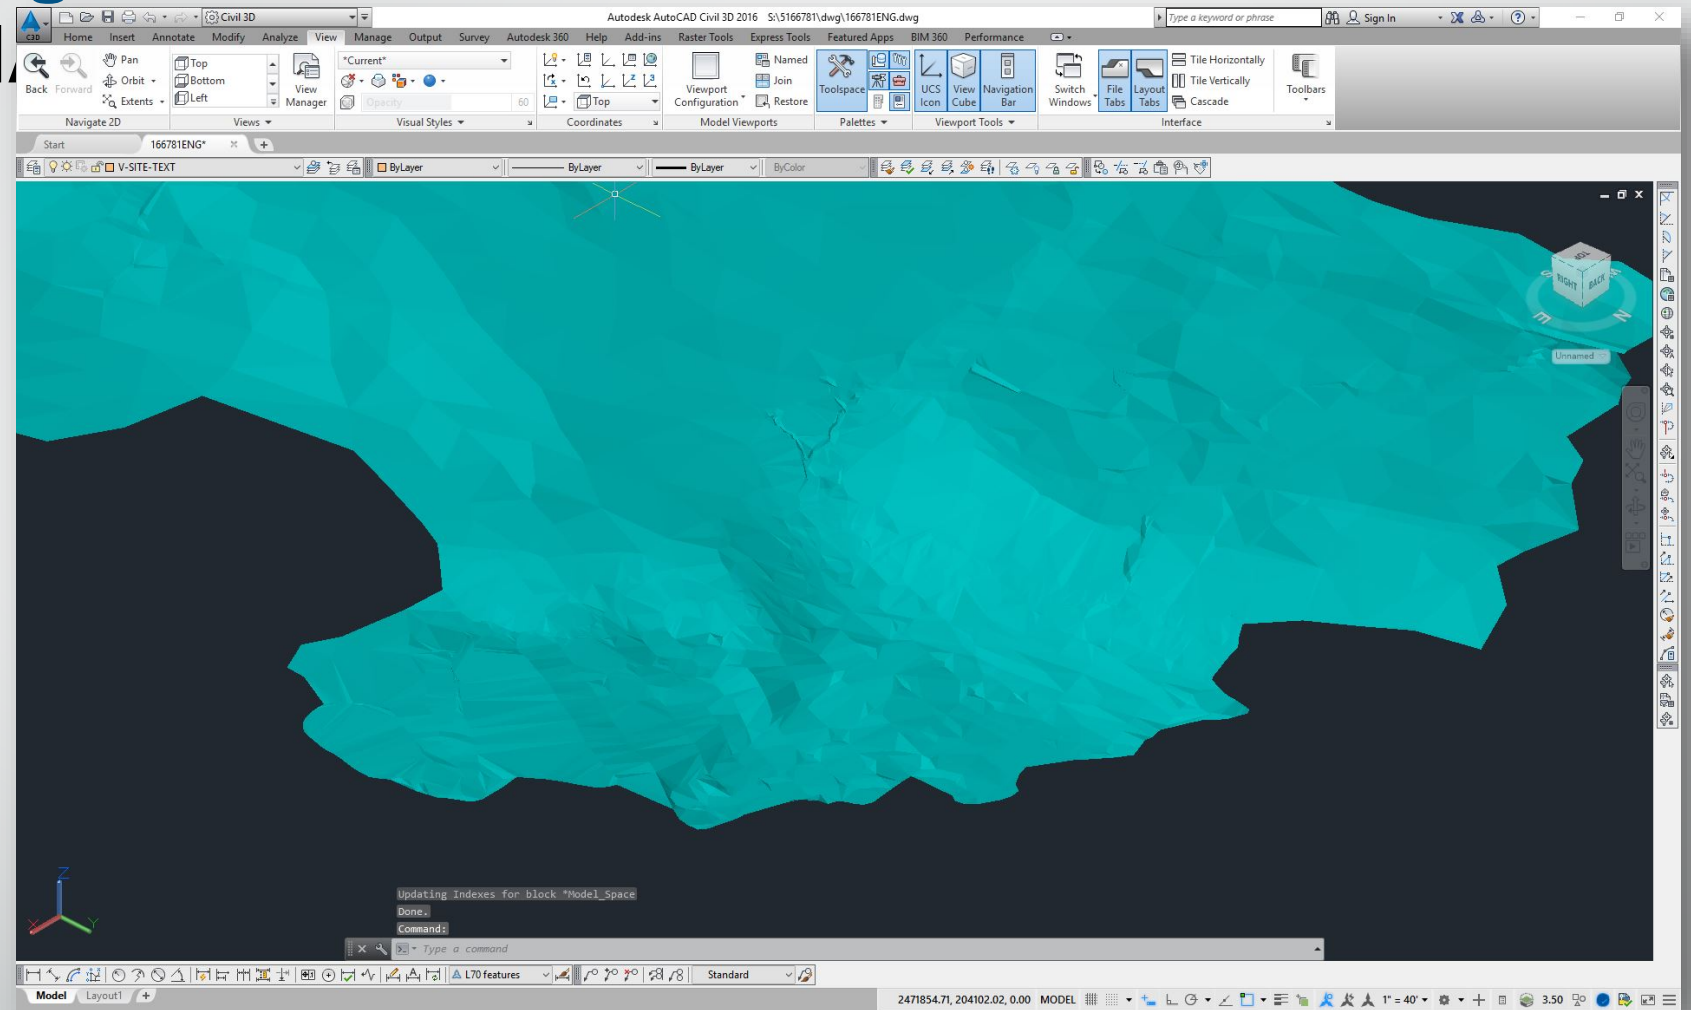 Civil 3D
Autodesk AutoCAD Civil 3D 2016 S:\5166781\dwg\166781ENG.dwg
Type a keyword or phrase
Sign In
C3D
Home Insert Annotate Modify Analyze View Manage Output Survey Autodesk 360 Help Add-ins Raster Tools Express Tools Featured Apps BIM 360 Performance
Back Forward
Pan
Orbit
Extents
Navigate 2D
Top
Bottom
Left
View Manager
Views
*Current*
Opacity 60
Visual Styles
Top
Coordinates
Viewport Configuration
Named
Join
Restore
Model Viewports
Toolspace
Palettes
UCS Icon
View Cube
Navigation Bar
Viewport Tools
Switch Windows
File Tabs
Layout Tabs
Tile Horizontally
Tile Vertically
Cascade
Interface
Toolbars
Start 166781ENG*
V-SITE-TEXT ByLayer ByLayer ByLayer ByColor
TOP
RIGHT BACK
E N
Unnamed
Z
X Y
Updating Indexes for block *Model_Space
Done.
Command:
Type a command
L70 features Standard
Model Layout1
2471854.71, 204102.02, 0.00 MODEL 1" = 40' 3.50